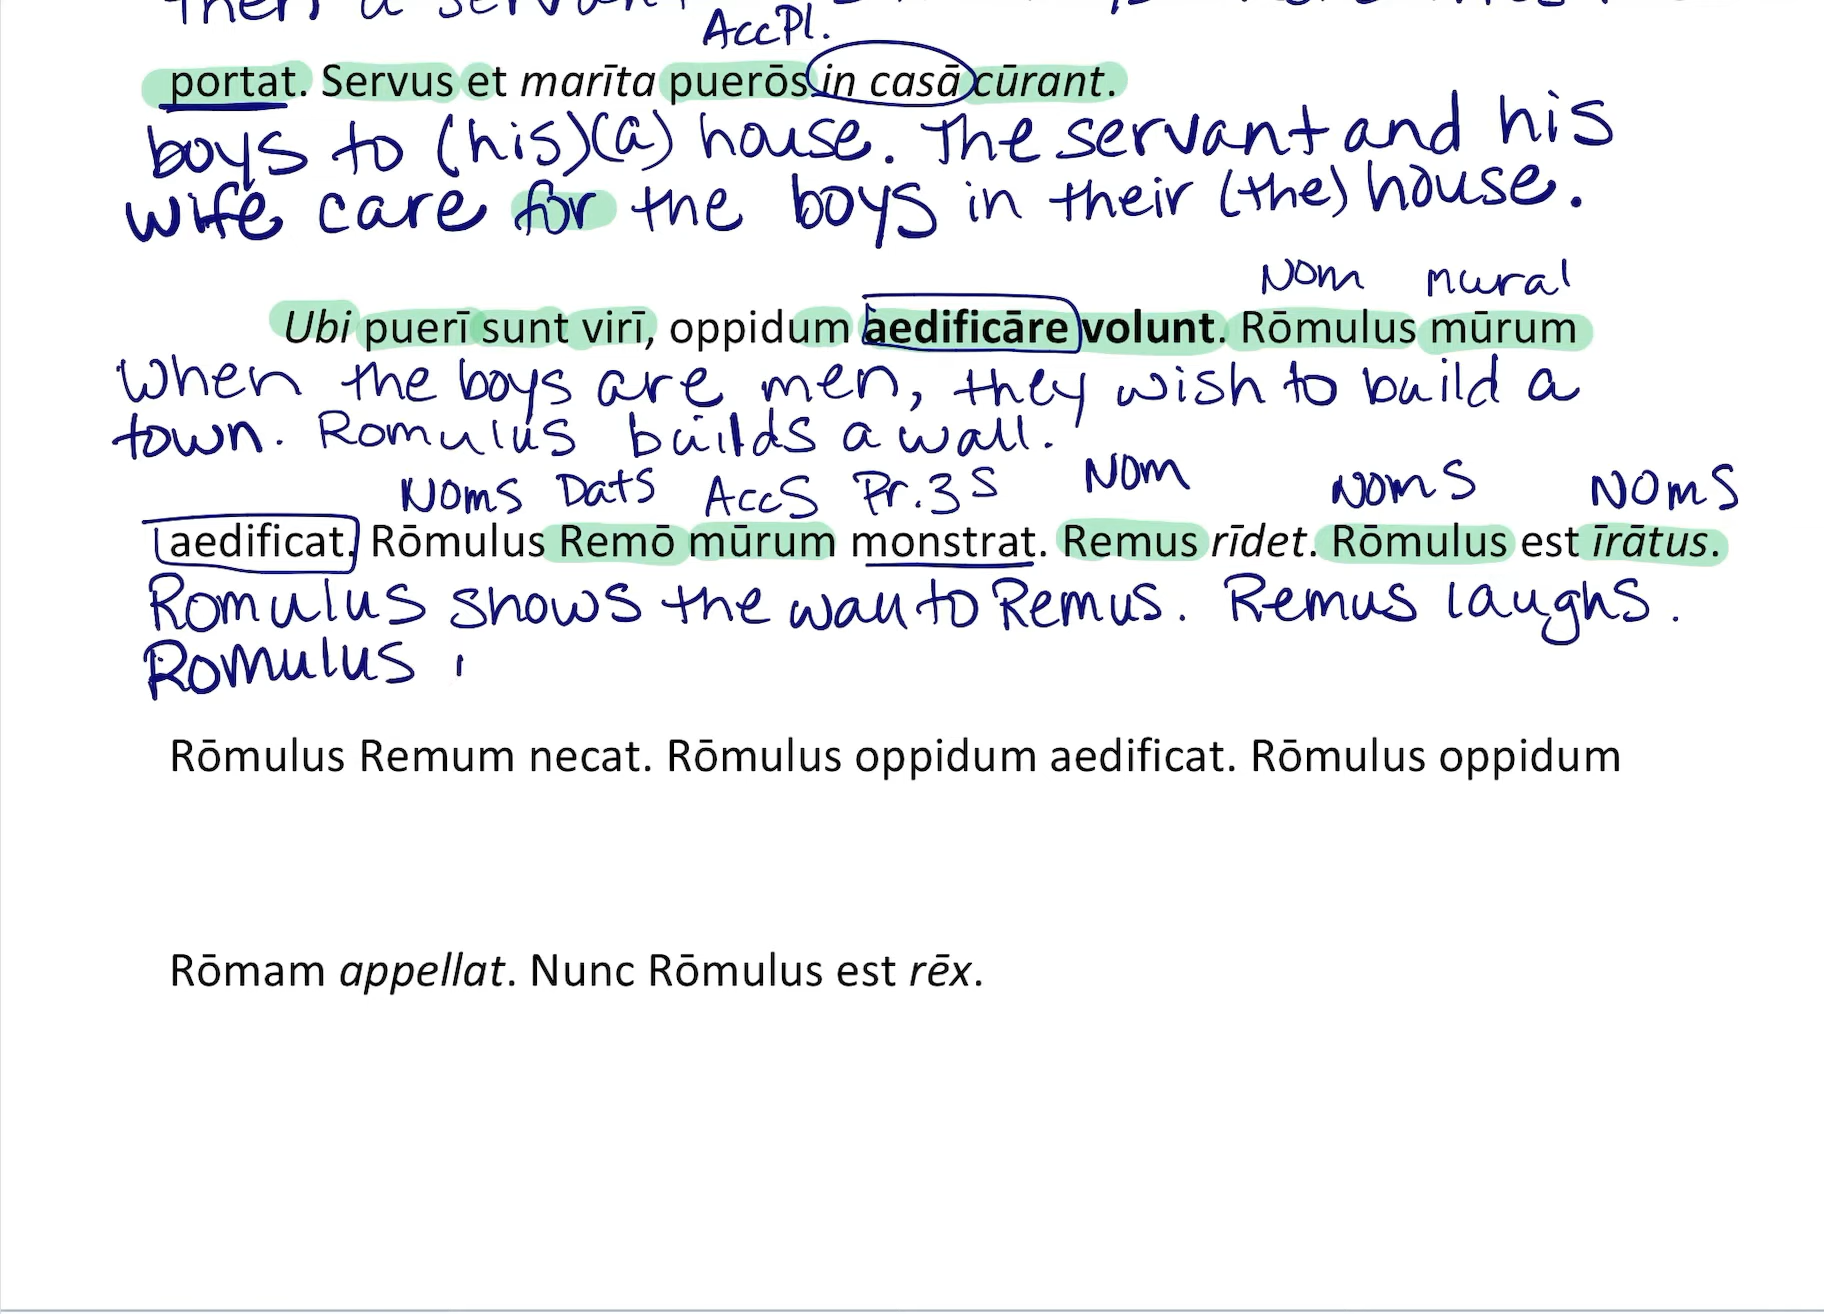 then a servant
AccPl.
portat. Servus et marīta puerōs in casā cūrant.
boys to (his)(a) house. The servant and his
wife care for the boys in their (the) house.
Nom mural
Ubi puerī sunt virī, oppidum aedificāre volunt. Rōmulus mūrum
When the boys are men, they wish to build a
town. Romulus builds a wall.
NomS DatS AccS Pr.3S Nom NomS NomS
aedificat. Rōmulus Remō mūrum monstrat. Remus rīdet. Rōmulus est īrātus.
Romulus shows the wall to Remus. Remus laughs.
Romulus
Rōmulus Remum necat. Rōmulus oppidum aedificat. Rōmulus oppidum
Rōmam appellat. Nunc Rōmulus est rēx.